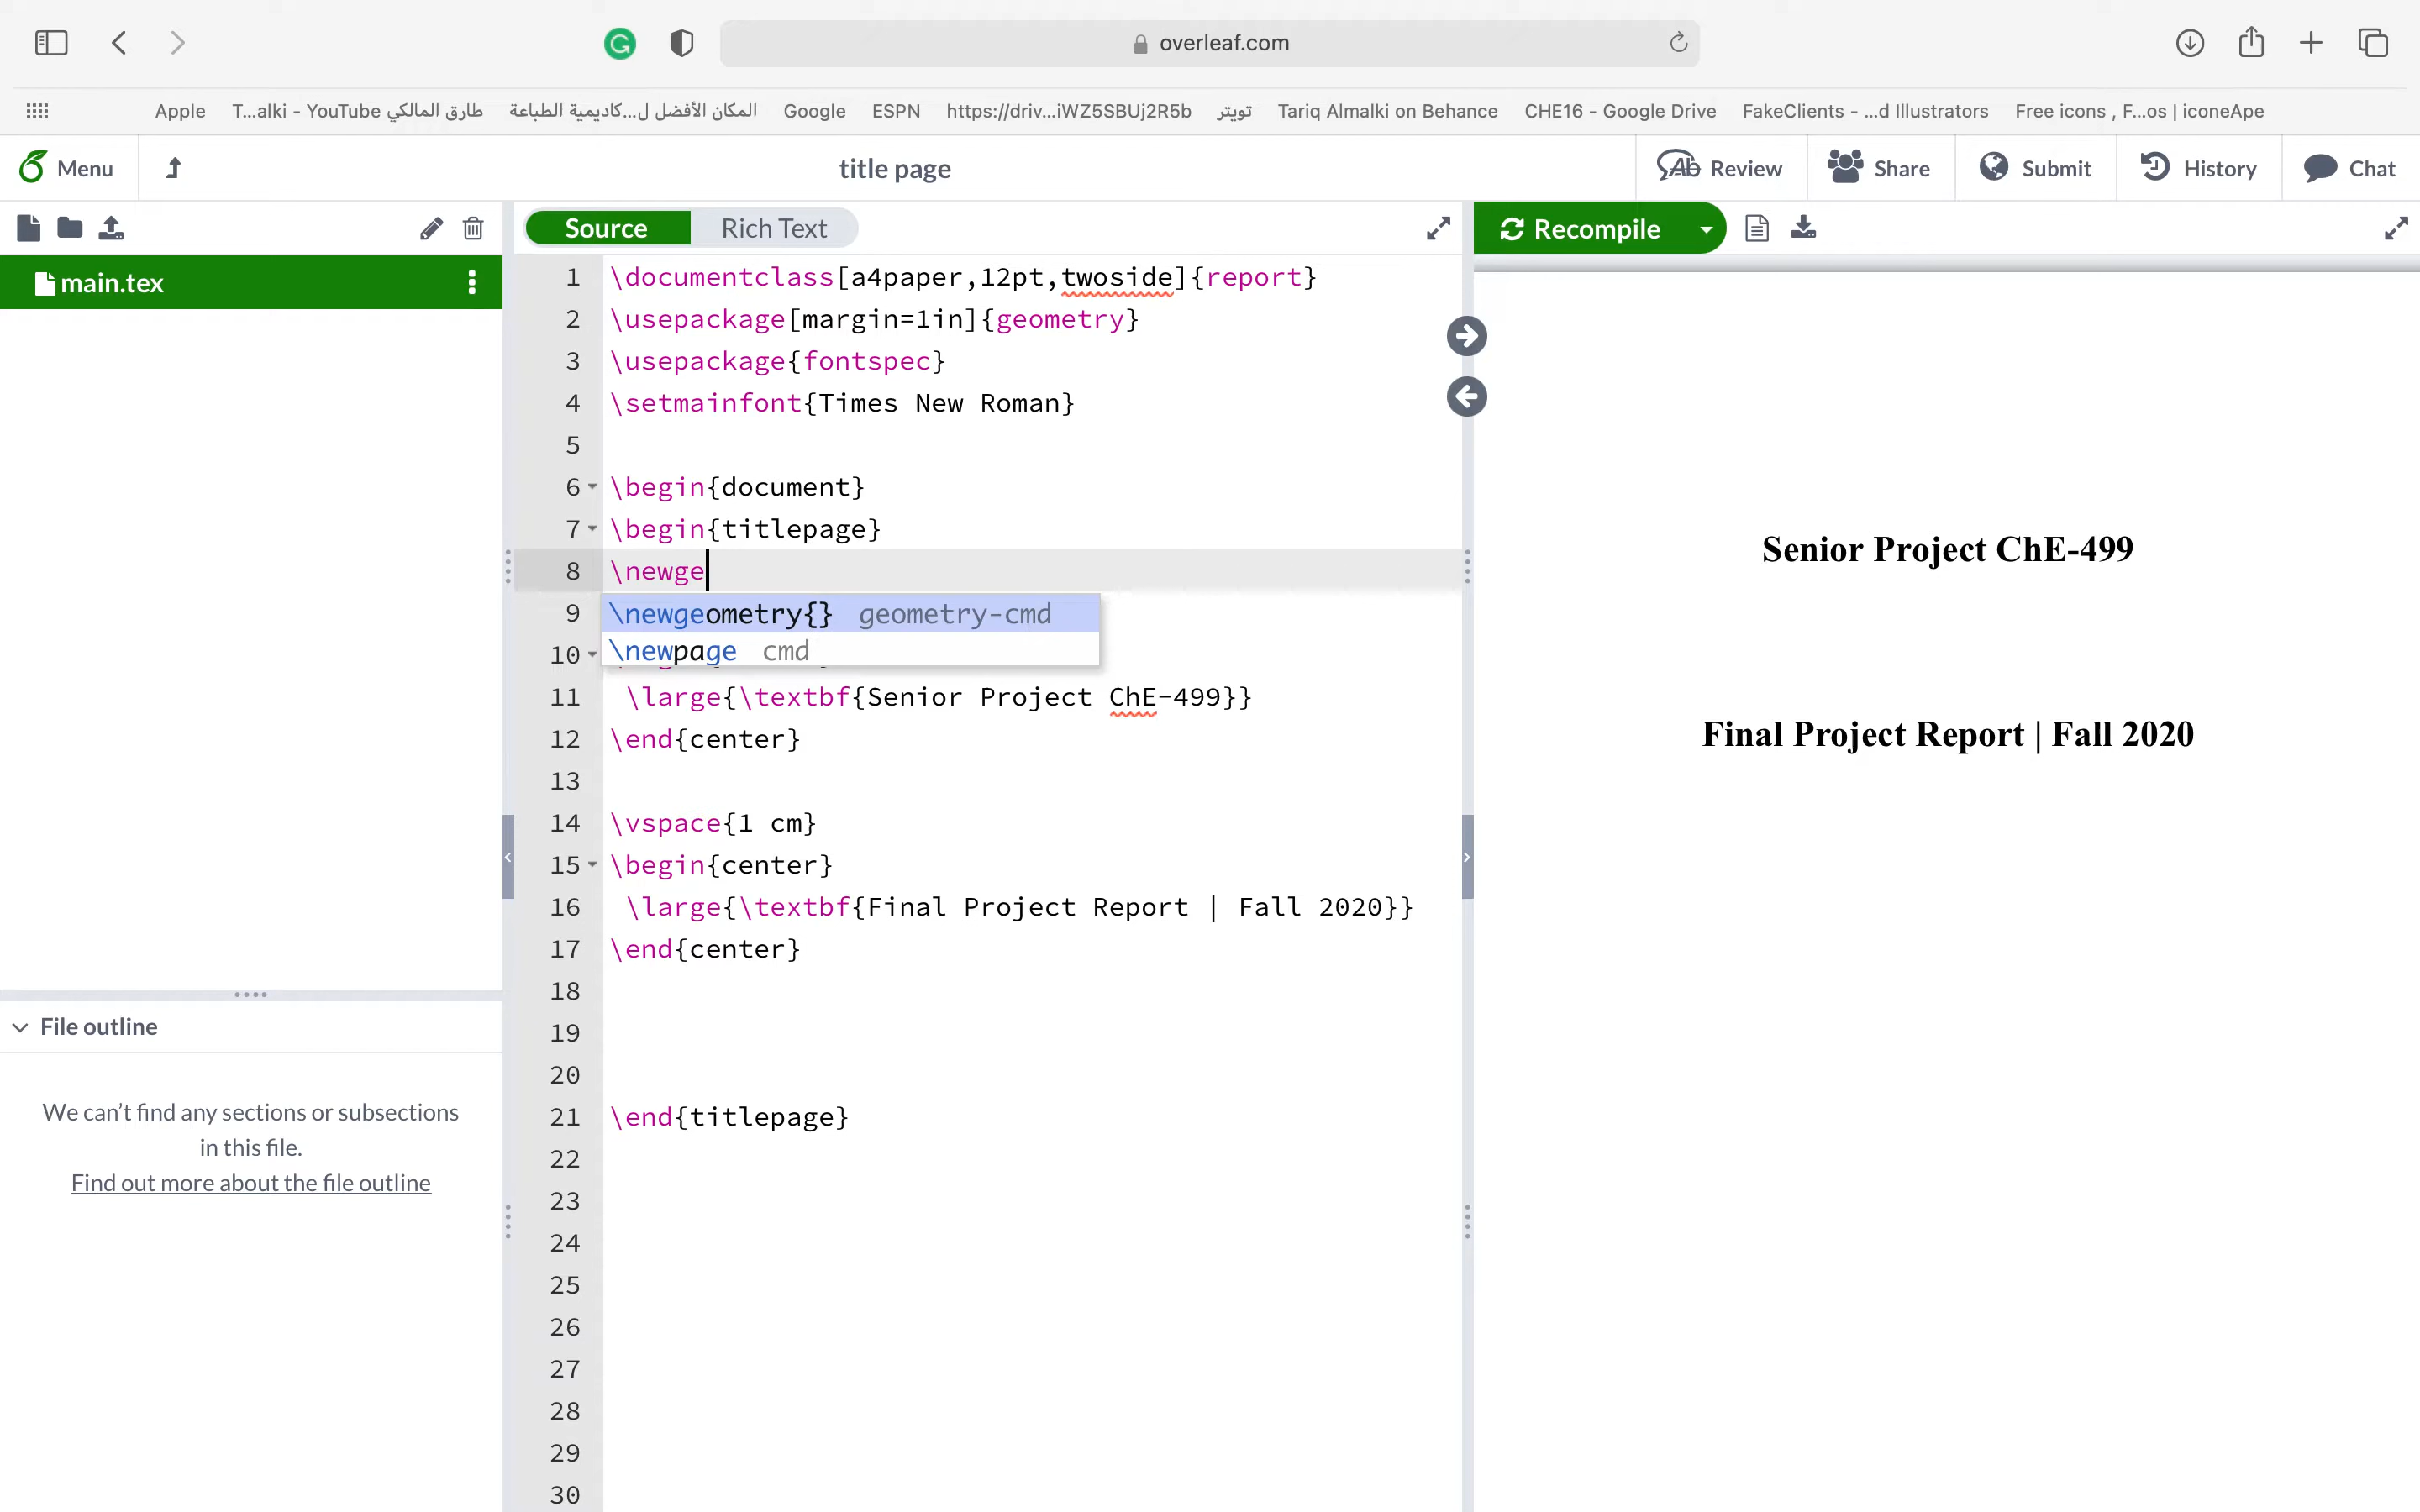 overleaf.com
Apple
T...alki - YouTube طارق المالكي
المكان الأفضل ل...كاديمية الطباعة
Google
ESPN
https://driv...iWZ5SBUj2R5b
تويتر
Tariq Almalki on Behance
CHE16 - Google Drive
FakeClients - ...d Illustrators
Free icons , F...os | iconeApe
Menu
title page
Review
Share
Submit
History
Chat
Source
Rich Text
Recompile
main.tex
1 \documentclass[a4paper,12pt,twoside]{report}
2 \usepackage[margin=1in]{geometry}
3 \usepackage{fontspec}
4 \setmainfont{Times New Roman}
5
6 \begin{document}
7 \begin{titlepage}
8 \newge
\newgeometry{} geometry-cmd
\newpage cmd
9
10
11 \large{\textbf{Senior Project ChE-499}}
12 \end{center}
13
14 \vspace{1 cm}
15 \begin{center}
16 \large{\textbf{Final Project Report | Fall 2020}}
17 \end{center}
18
19
20
21 \end{titlepage}
22
23
24
25
26
27
28
29
30
File outline
We can't find any sections or subsections
in this file.
Find out more about the file outline
Senior Project ChE-499
Final Project Report | Fall 2020